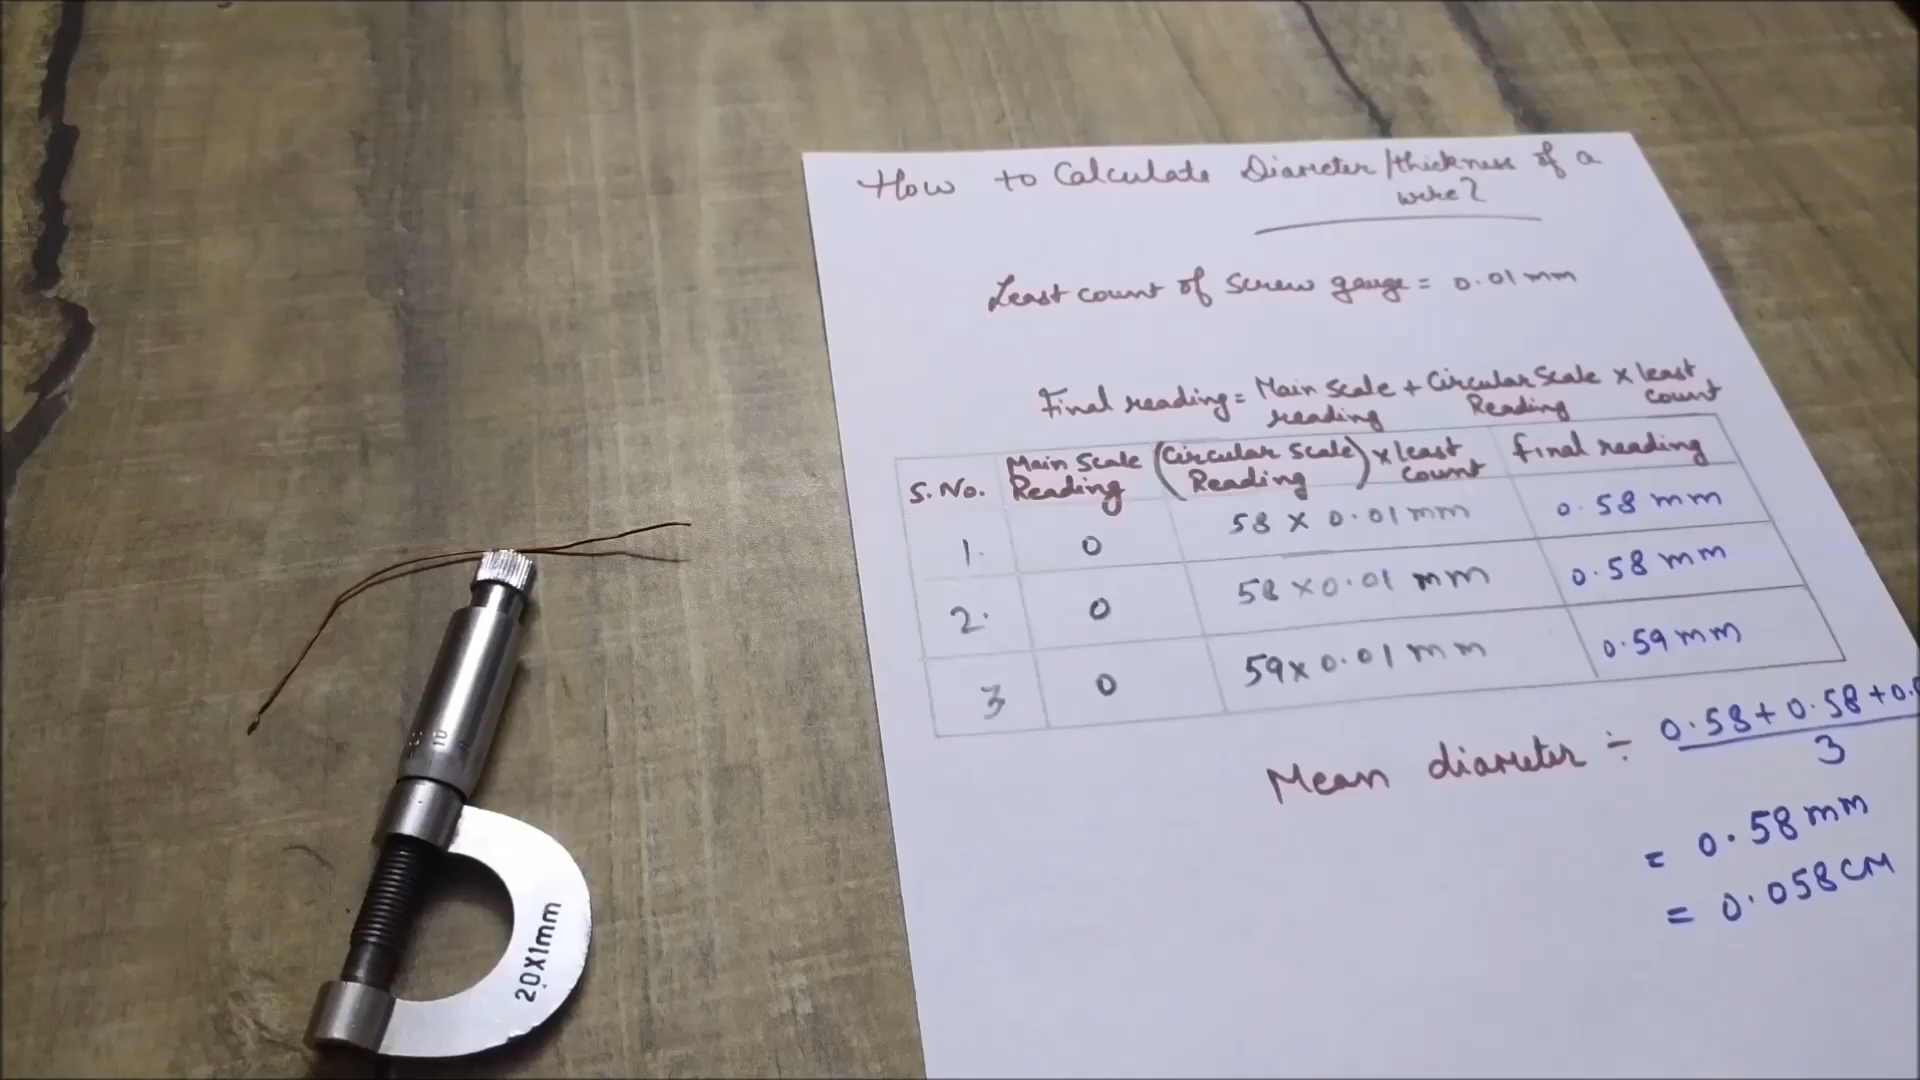 How to Calculate Diameter/thickness of a
wire?
Least count of Screw gauge = 0.01 mm
Final reading = Main Scale + Circular Scale × least
reading Reading count
S.No. Main Scale Reading (Circular Scale Reading) × least count final reading
1. 0 58 × 0.01 mm 0.58 mm
2. 0 58 × 0.01 mm 0.58 mm
3 0 59 × 0.01 mm 0.59 mm
Mean diameter ÷ 0.58 + 0.58 + 0.
3
= 0.58 mm
= 0.058 CM
10
20X1mm